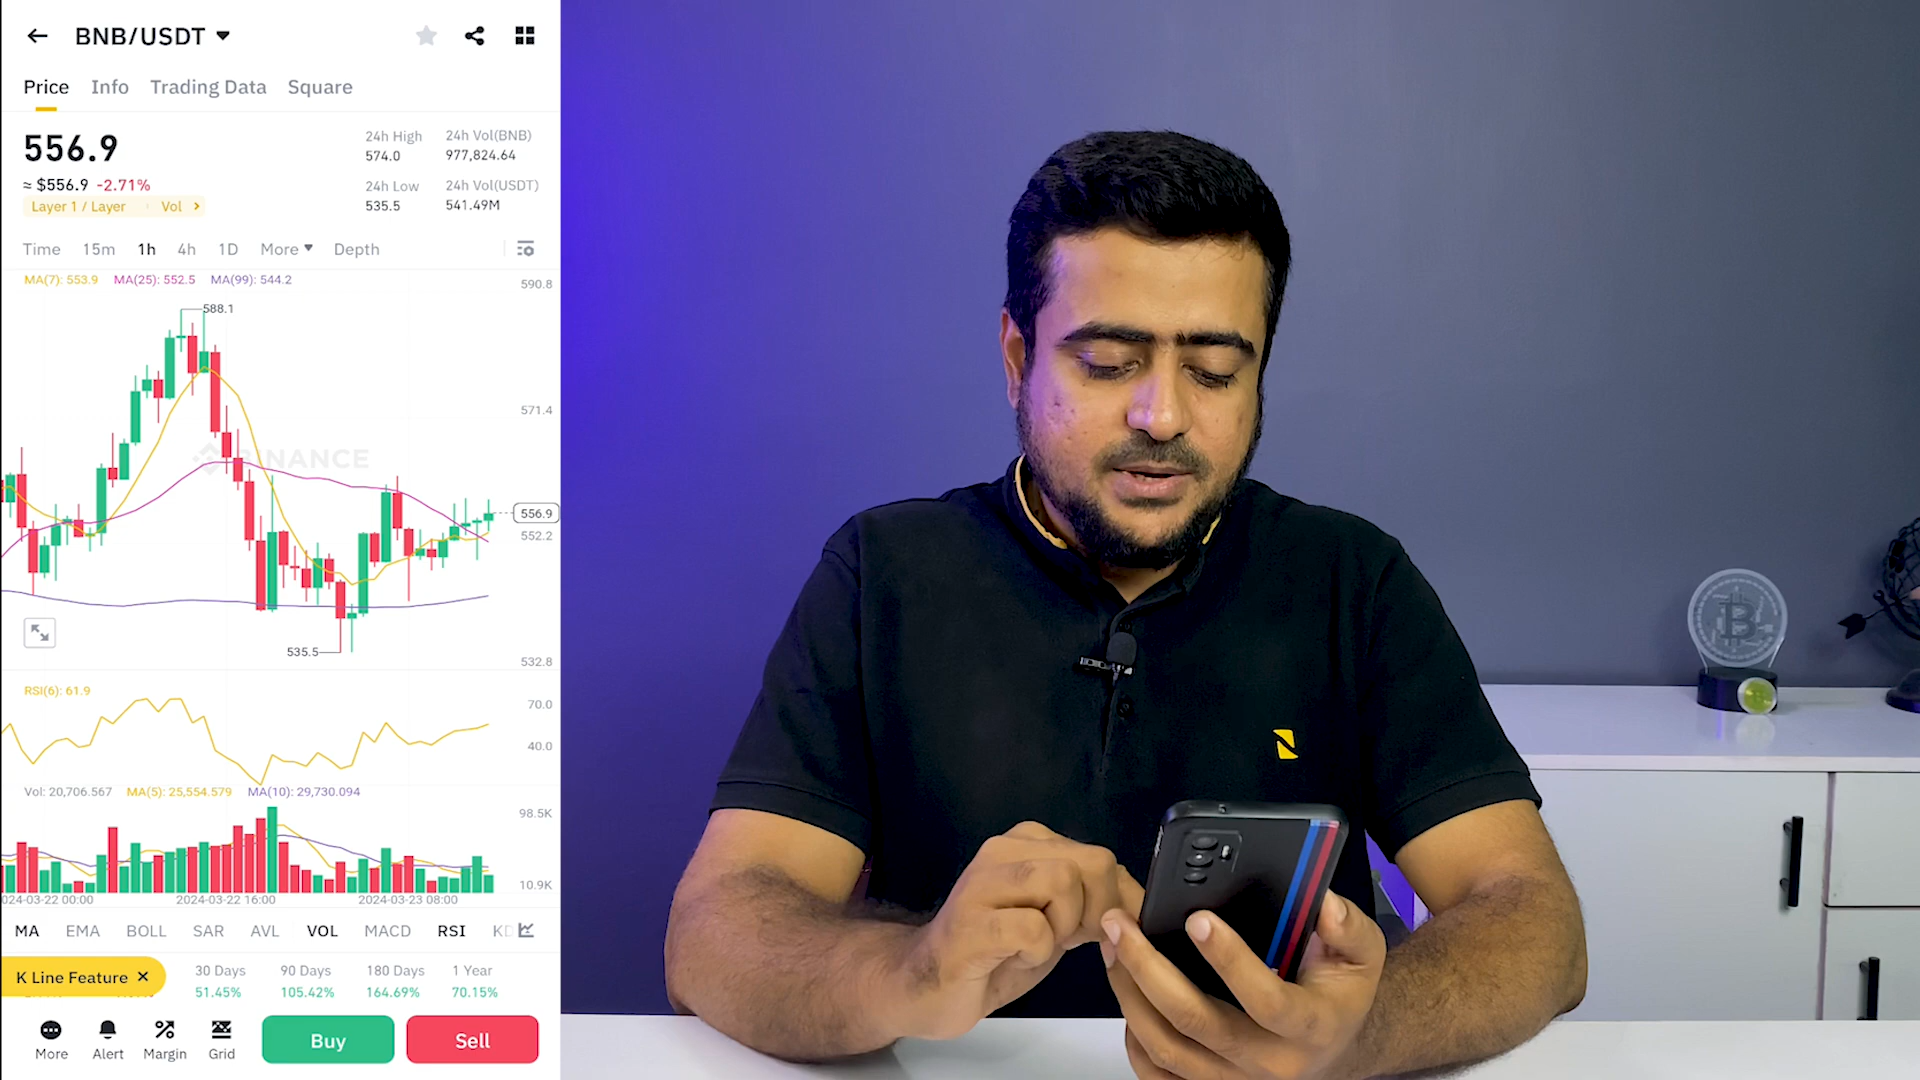 BNB/USDT
Price Info Trading Data Square
556.9
≈ $556.9 -2.71%
Layer 1 / Layer Vol
24h High
574.0
24h Vol(BNB)
977,824.64
24h Low
535.5
24h Vol(USDT)
541.49M
Time 15m 1h 4h 1D More Depth
MA(7): 553.9 MA(25): 552.5 MA(99): 544.2
590.8
588.1
571.4
BINANCE
556.9
552.2
535.5
532.8
RSI(6): 61.9
70.0
40.0
Vol: 20,706.567 MA(5): 25,554.579 MA(10): 29,730.094
98.5K
10.9K
024-03-22 00:00 2024-03-22 16:00 2024-03-23 08:00
MA EMA BOLL SAR AVL VOL MACD RSI KD
K Line Feature ×
30 Days 90 Days 180 Days 1 Year
51.45% 105.42% 164.69% 70.15%
More Alert Margin Grid
Buy Sell